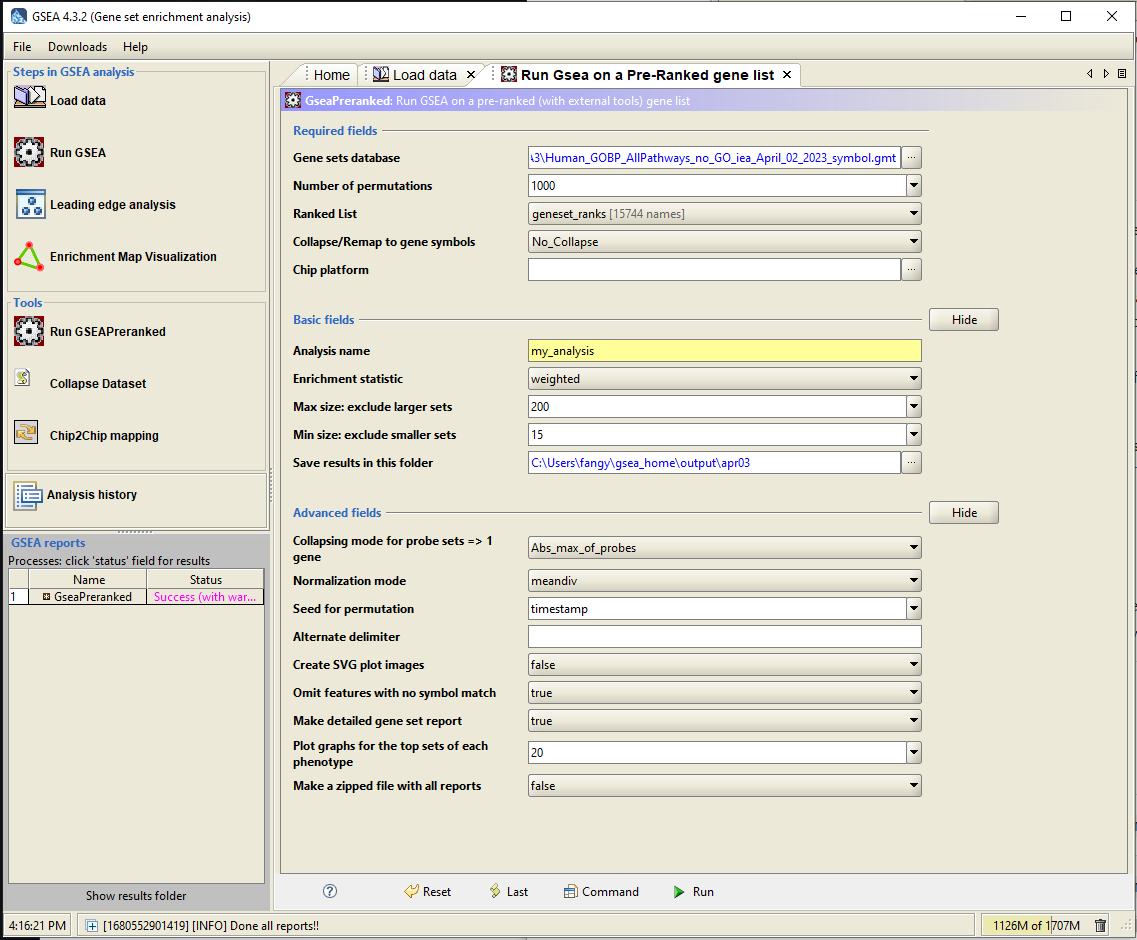 GSEA 4.3.2 (Gene set enrichment analysis)
File Downloads Help
Steps in GSEA analysis
Load data
Run GSEA
Leading edge analysis
Enrichment Map Visualization
Tools
Run GSEAPreranked
Collapse Dataset
Chip2Chip mapping
Analysis history
GSEA reports
Processes: click 'status' field for results
Name Status
1 GseaPreranked Success (with war...
Show results folder
Home Load data Run Gsea on a Pre-Ranked gene list
GseaPreranked: Run GSEA on a pre-ranked (with external tools) gene list
Required fields
Gene sets database \3\Human_GOBP_AllPathways_no_GO_iea_April_02_2023_symbol.gmt ...
Number of permutations 1000
Ranked List geneset_ranks [15744 names]
Collapse/Remap to gene symbols No_Collapse
Chip platform ...
Basic fields Hide
Analysis name my_analysis
Enrichment statistic weighted
Max size: exclude larger sets 200
Min size: exclude smaller sets 15
Save results in this folder C:\Users\fangy\gsea_home\output\apr03 ...
Advanced fields Hide
Collapsing mode for probe sets => 1
gene Abs_max_of_probes
Normalization mode meandiv
Seed for permutation timestamp
Alternate delimiter
Create SVG plot images false
Omit features with no symbol match true
Make detailed gene set report true
Plot graphs for the top sets of each
phenotype 20
Make a zipped file with all reports false
? Reset Last Command Run
4:16:21 PM [1680552901419] [INFO] Done all reports!! 1126M of 1707M